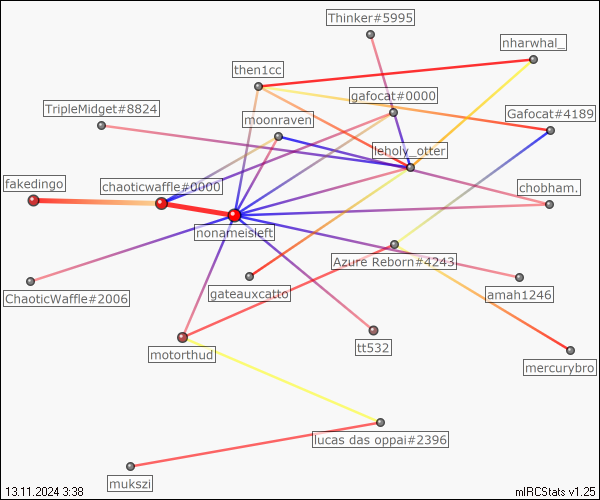 Thinker#5995
nharwhal_
then1cc
gafocat#0000
TripleMidget#8824
moonraven
Gafocat#4189
leholy_otter
fakedingo
chaoticwaffle#0000
chobham.
nonameisleft
Azure Reborn#4243
ChaoticWaffle#2006
gateauxcatto
amah1246
motorthud
tt532
mercurybro
lucas das oppai#2396
mukszi
13.11.2024 3:38
mIRCStats v1.25